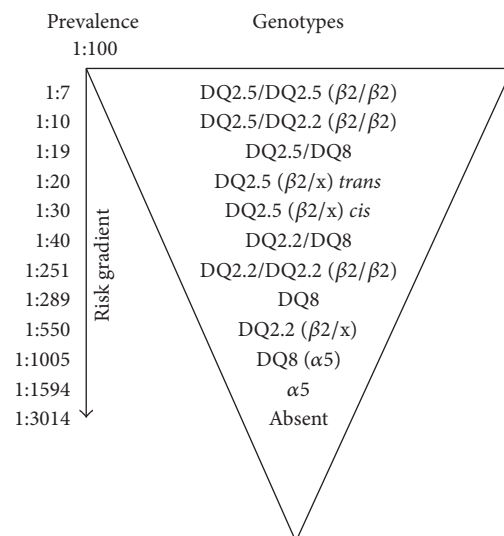 Prevalence Genotypes
1:100
1:7 DQ2.5/DQ2.5 (β2/β2)
1:10 DQ2.5/DQ2.2 (β2/β2)
1:19 DQ2.5/DQ8
1:20 DQ2.5 (β2/x) trans
1:30 DQ2.5 (β2/x) cis
1:40 DQ2.2/DQ8
1:251 DQ2.2/DQ2.2 (β2/β2)
1:289 DQ8
1:550 DQ2.2 (β2/x)
1:1005 DQ8 (α5)
1:1594 α5
1:3014 Absent
Risk gradient